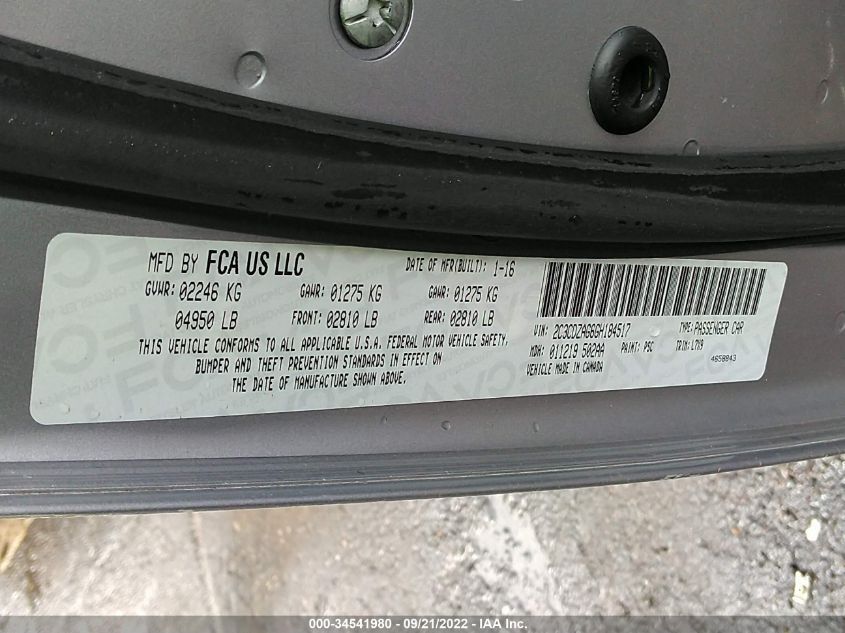 MFD BY FCA US LLC DATE OF MFR(BUILT): 1-16
GVWR: 02246 KG GAWR: 01275 KG GAWR: 01275 KG
04950 LB FRONT: 02810 LB REAR: 02810 LB
THIS VEHICLE CONFORMS TO ALL APPLICABLE U.S.A. FEDERAL MOTOR VEHICLE SAFETY,
BUMPER AND THEFT PREVENTION STANDARDS IN EFFECT ON
THE DATE OF MANUFACTURE SHOWN ABOVE.
VIN: 2C3CDZAG8GH184517 TYPE: PASSENGER CAR
MDH: 011219 502AA PAINT: PSC TRIM: L7X9
VEHICLE MADE IN CANADA 4658843
000-34541980 - 09/21/2022 - IAA Inc.